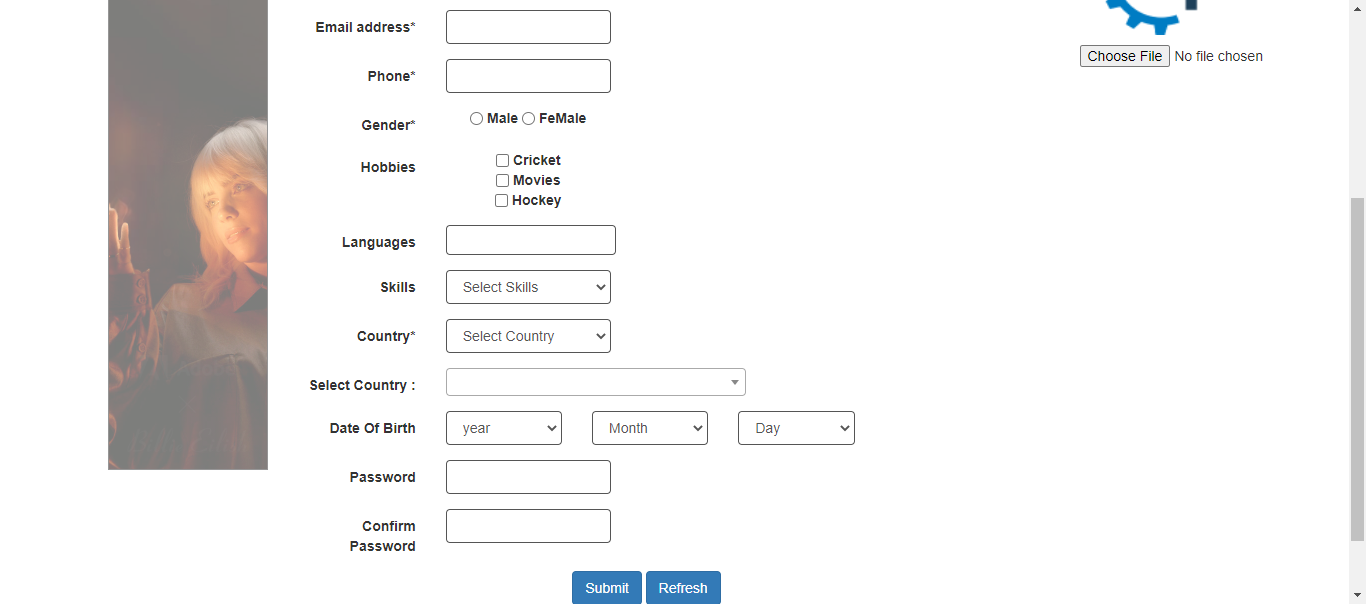 Email address*
Choose File No file chosen
Phone*
Gender* Male FeMale
Hobbies Cricket
Movies
Hockey
Languages
Skills Select Skills
Country* Select Country
Select Country :
Date Of Birth year Month Day
Password
Confirm
Password
Submit Refresh